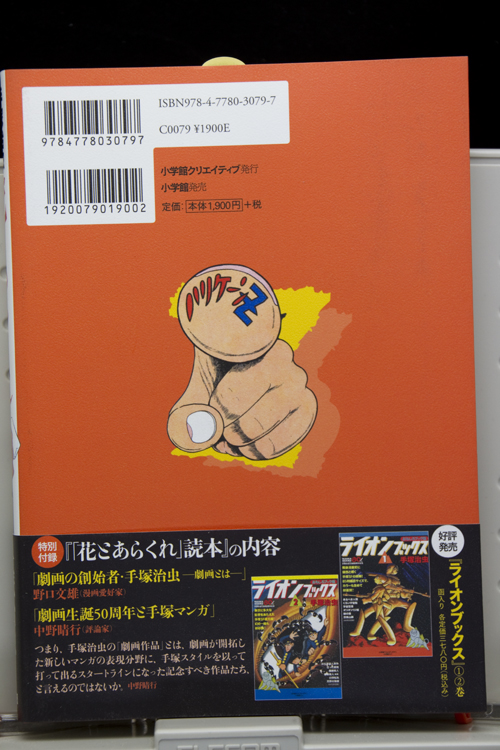 ISBN978-4-7780-3079-7
C0079 ¥1900E
9784778030797
1920079019002
小学館クリエイティブ発行
小学館発売
定価:本体1,900円+税
ハリケーンZ
特別付録 『「花とあらくれ」読本』の内容
「劇画の創始者・手塚治虫 ―劇画とは―」
野口文雄(漫画愛好家)
「劇画生誕50周年と手塚マンガ」
中野晴行(評論家)
つまり、手塚治虫の「劇画作品」とは、劇画が開拓し
た新しいマンガの表現分野に、手塚スタイルを以って
打って出るスタートラインになった記念すべき作品たち、
と言えるのではないか。中野晴行
好評発売
『ライオンブックス』①②巻
函入り 各定価三七八〇円(税込み)
ライオンブックス
1
手塚治虫
ライオンブックス
2
手塚治虫